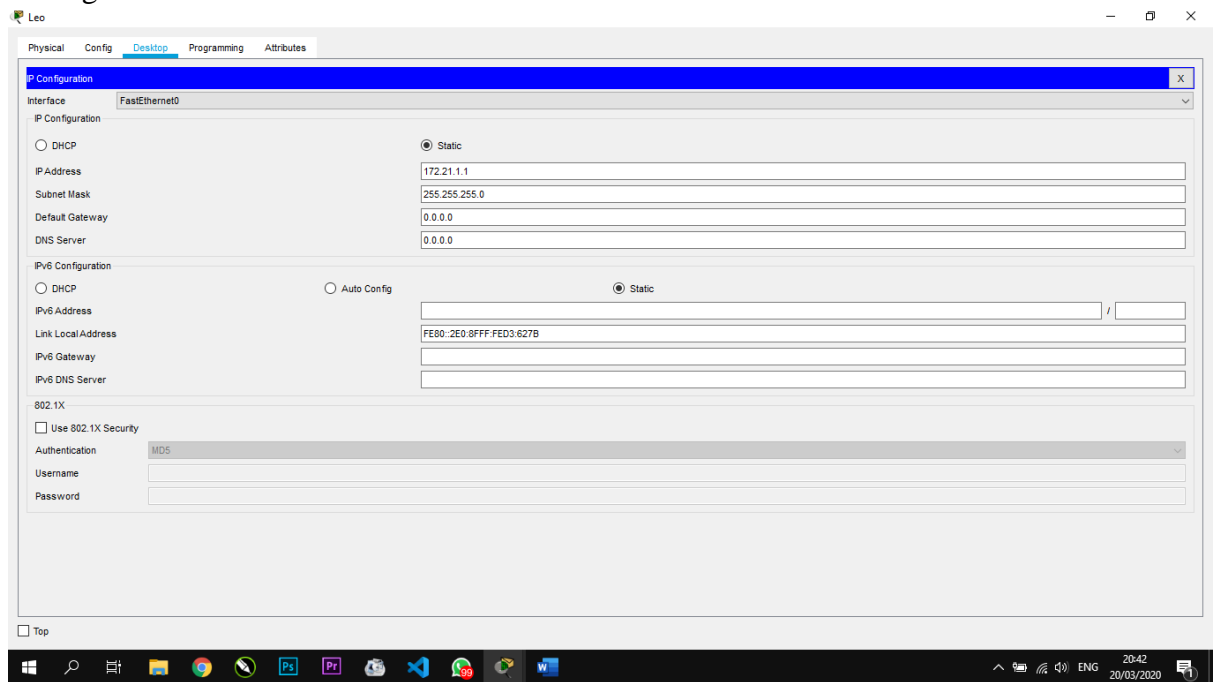 Leo
Physical Config Desktop Programming Attributes
IP Configuration X
Interface FastEthernet0
IP Configuration
DHCP Static
IP Address 172.21.1.1
Subnet Mask 255.255.255.0
Default Gateway 0.0.0.0
DNS Server 0.0.0.0
IPv6 Configuration
DHCP Auto Config Static
IPv6 Address /
Link Local Address FE80::2E0:8FFF:FED3:627B
IPv6 Gateway
IPv6 DNS Server
802.1X
Use 802.1X Security
Authentication MD5
Username
Password
Top
Ps Pr 99 W ENG 20:42
20/03/2020 1